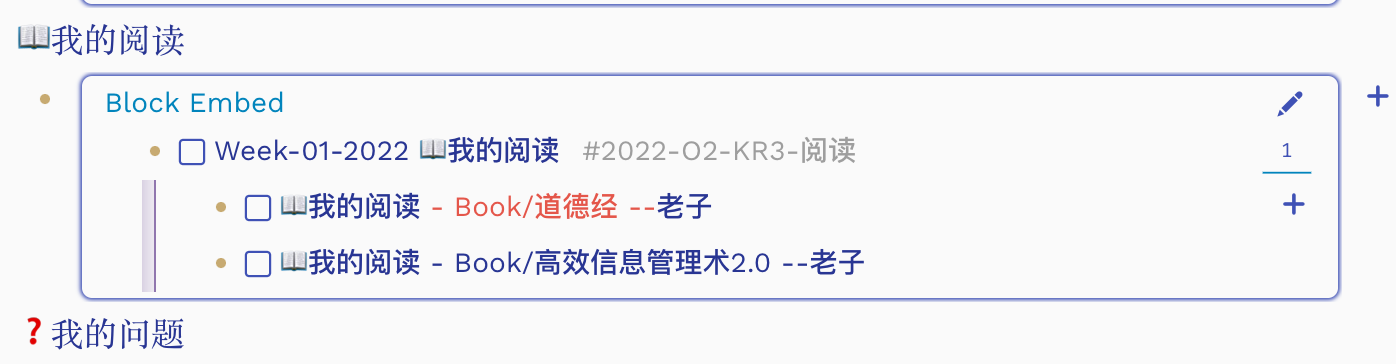 📖我的阅读
Block Embed
Week-01-2022 📖我的阅读 #2022-O2-KR3-阅读
1
📖我的阅读 - Book/道德经 --老子
📖我的阅读 - Book/高效信息管理术2.0 --老子
❓我的问题